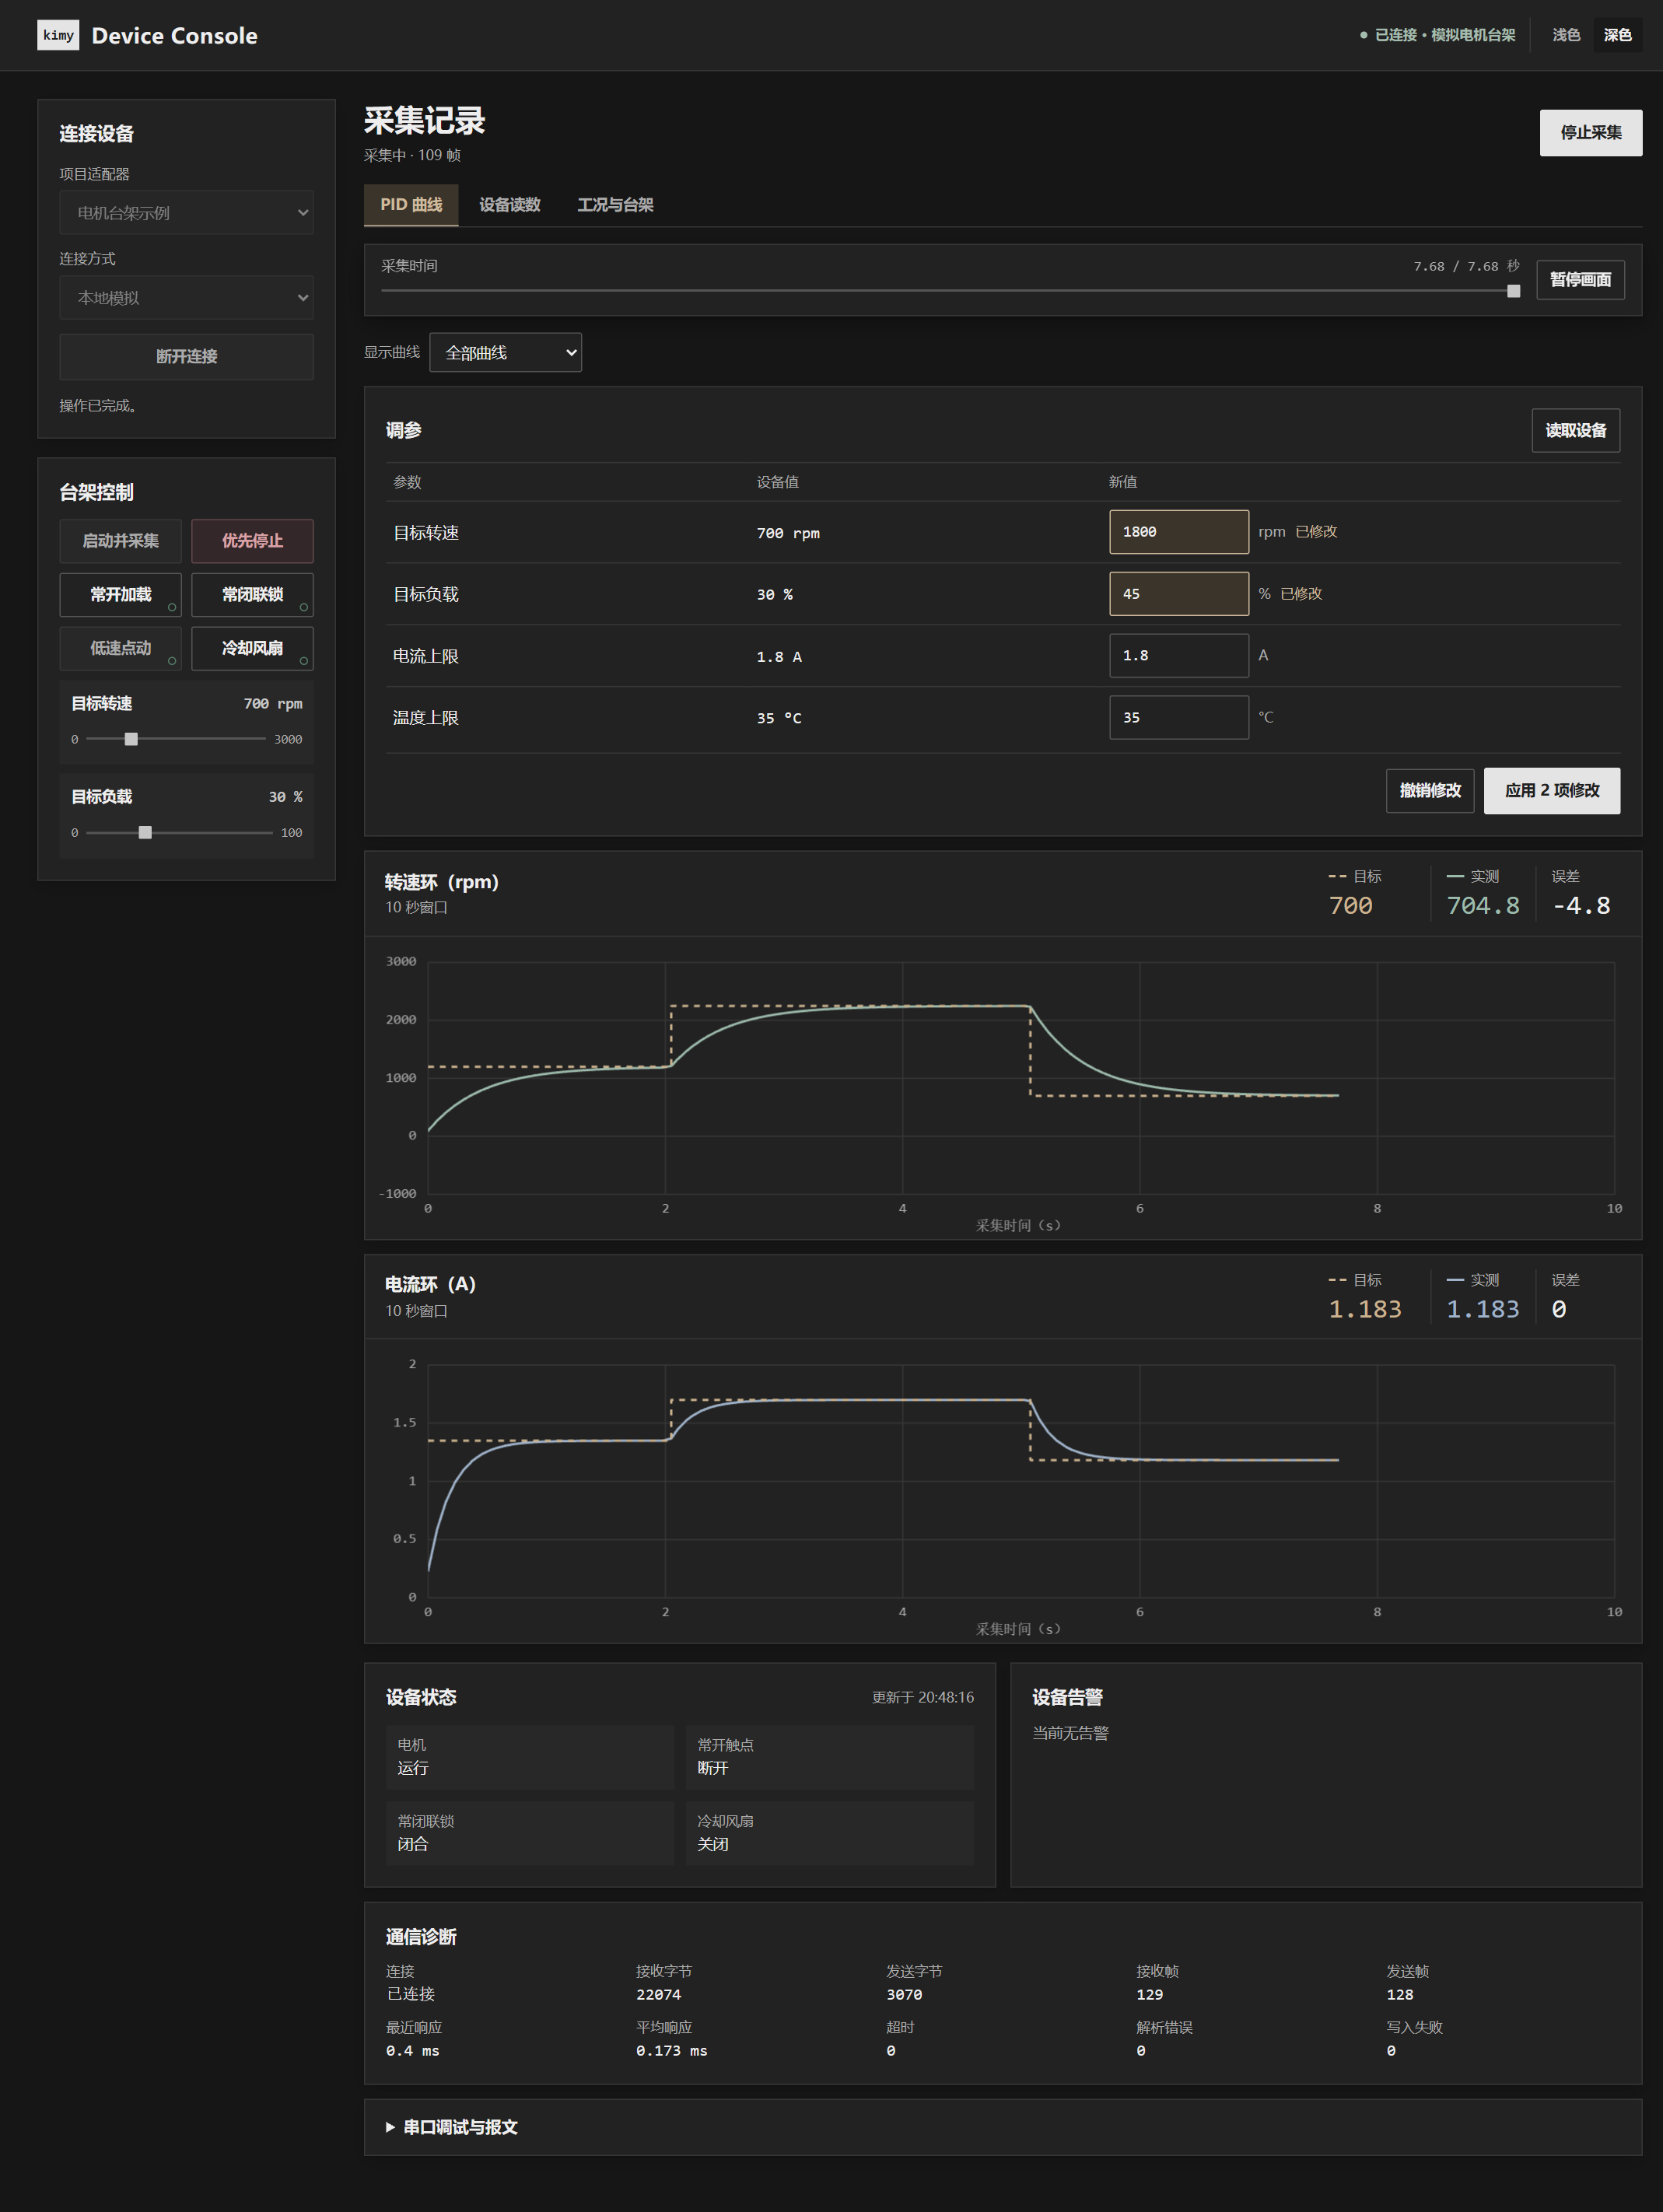 kimy Device Console
已连接 • 模拟电机台架 浅色 深色
连接设备
项目适配器
电机台架示例
连接方式
本地模拟
断开连接
操作已完成。
台架控制
启动并采集 优先停止
常开加载 常闭联锁
低速点动 冷却风扇
目标转速 700 rpm
0 3000
目标负载 30 %
0 100
采集记录
采集中 · 109 帧
停止采集
PID 曲线 设备读数 工况与台架
采集时间 7.68 / 7.68 秒
暂停画面
显示曲线 全部曲线
调参 读取设备
参数 设备值 新值
目标转速 700 rpm 1800 rpm 已修改
目标负载 30 % 45 % 已修改
电流上限 1.8 A 1.8 A
温度上限 35 °C 35 °C
撤销修改 应用 2 项修改
转速环（rpm）
10 秒窗口
目标 实测 误差
700 704.8 -4.8
3000
2000
1000
0
-1000
0 2 4 6 8 10
采集时间（s）
电流环（A）
10 秒窗口
目标 实测 误差
1.183 1.183 0
2
1.5
1
0.5
0
0 2 4 6 8 10
采集时间（s）
设备状态 更新于 20:48:16
电机 常开触点
运行 断开
常闭联锁 冷却风扇
闭合 关闭
设备告警
当前无告警
通信诊断
连接 接收字节 发送字节 接收帧 发送帧
已连接 22074 3070 129 128
最近响应 平均响应 超时 解析错误 写入失败
0.4 ms 0.173 ms 0 0 0
串口调试与报文